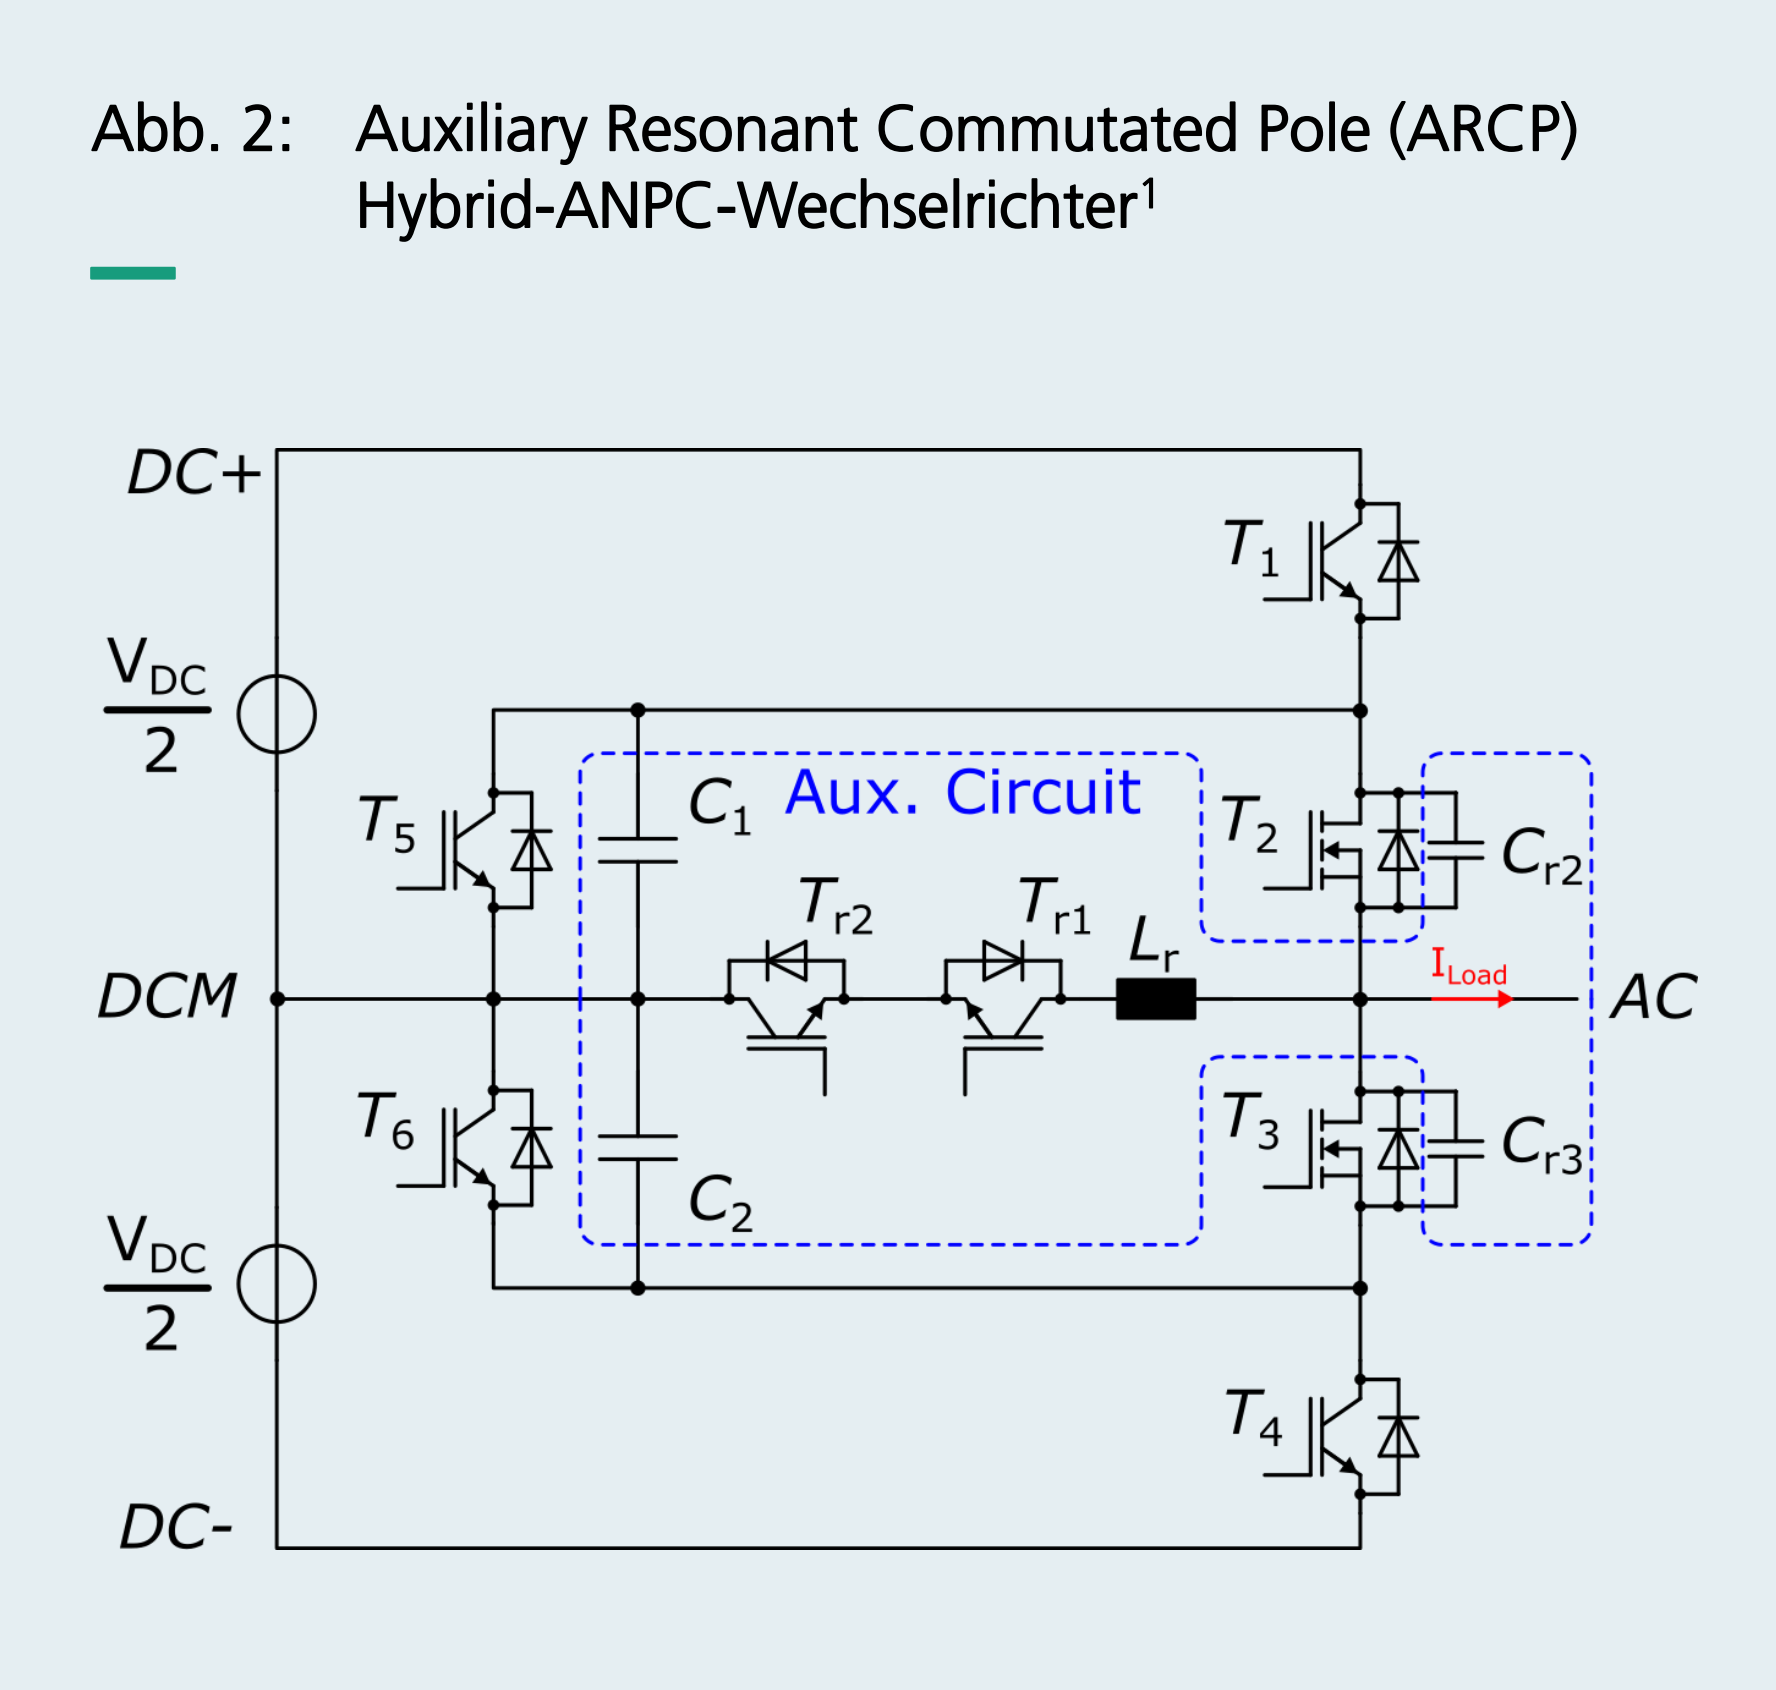 Abb. 2: Auxiliary Resonant Commutated Pole (ARCP)
Hybrid-ANPC-Wechselrichter¹
DC+
T1
VDC
2
T5
C1
Aux. Circuit
T2
Cr2
Tr2
Tr1
Lr
ILoad
DCM
AC
T6
C2
T3
Cr3
VDC
2
T4
DC-